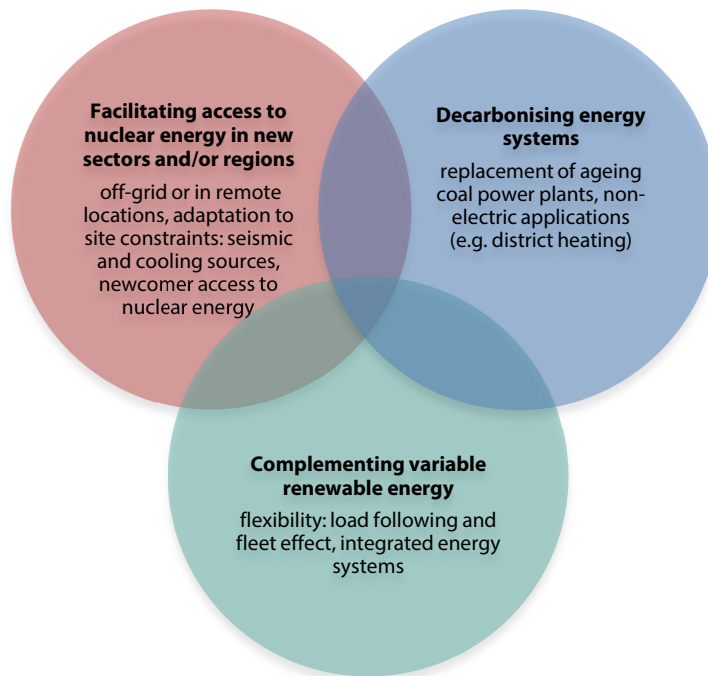 Facilitating access to
nuclear energy in new
sectors and/or regions
off-grid or in remote
locations, adaptation to
site constraints: seismic
and cooling sources,
newcomer access to
nuclear energy
Decarbonising energy
systems
replacement of ageing
coal power plants, non-
electric applications
(e.g. district heating)
Complementing variable
renewable energy
flexibility: load following and
fleet effect, integrated energy
systems